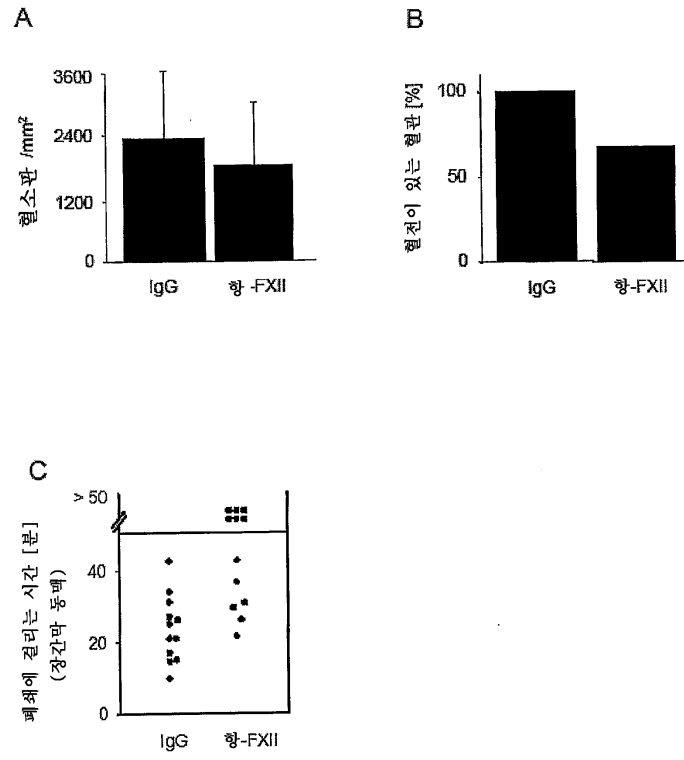 A
3600
2400
1200
0
혈소판 /mm²
IgG
항 -FXII
B
100
50
0
혈전이 있는 혈관 [%]
IgG
항-FXII
C
> 50
40
20
0
폐쇄에 걸리는 시간 [분]
(장간막 동맥)
IgG
항-FXII